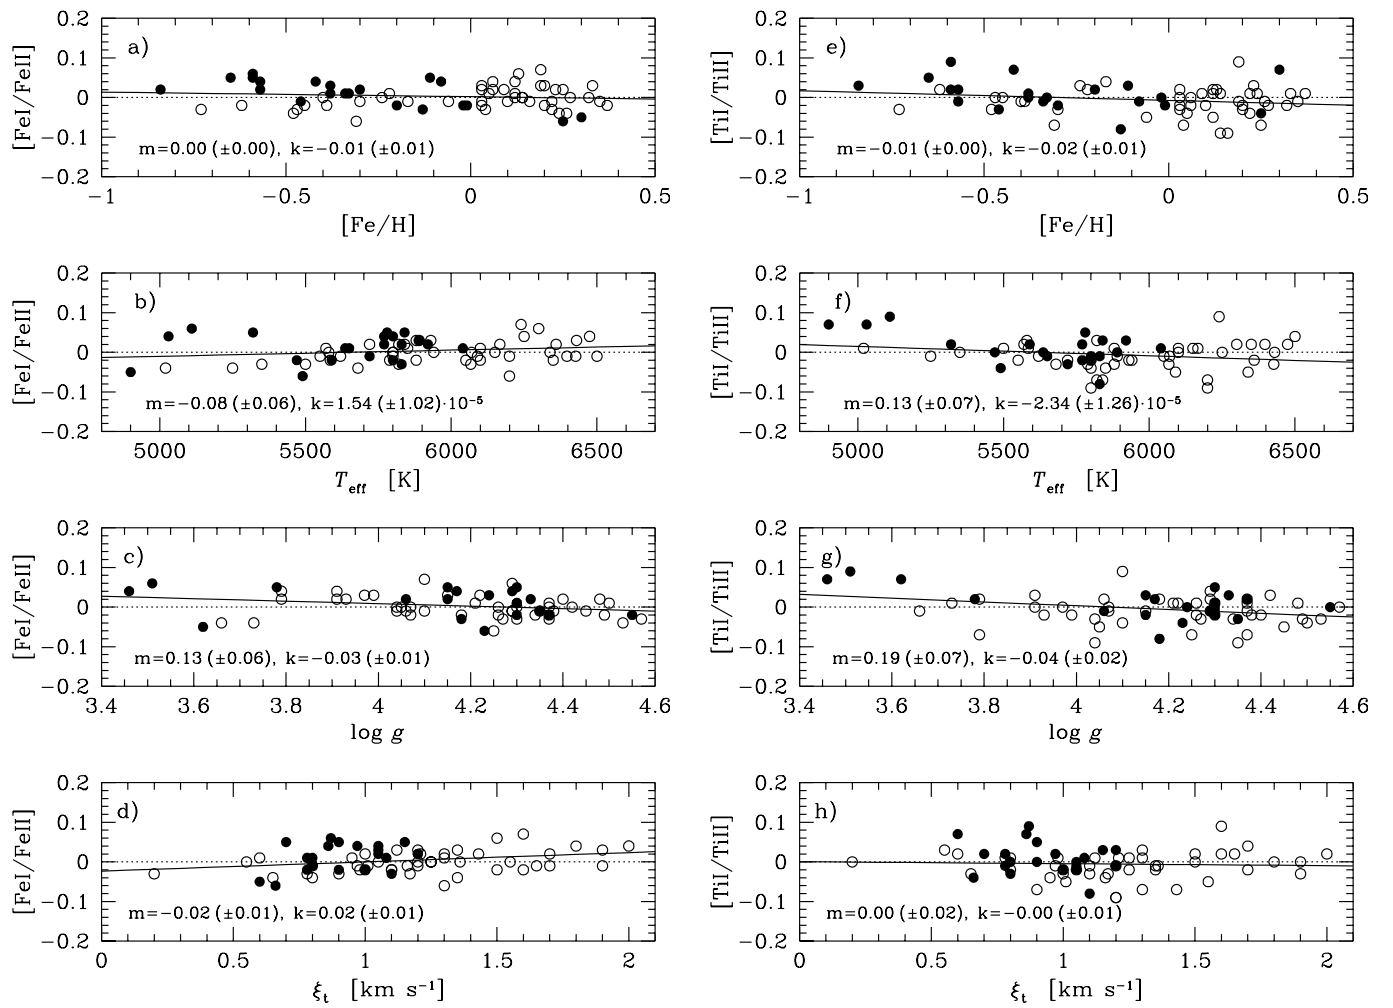 0.2
0.1
0
−0.1
−0.2
[FeI/FeII]
a)
m=0.00 (±0.00), k=−0.01 (±0.01)
−1 −0.5 0 0.5
[Fe/H]
0.2
0.1
0
−0.1
−0.2
[TiI/TiII]
e)
m=−0.01 (±0.00), k=−0.02 (±0.01)
−1 −0.5 0 0.5
[Fe/H]
0.2
0.1
0
−0.1
−0.2
[FeI/FeII]
b)
m=−0.08 (±0.06), k=1.54 (±1.02)·10⁻⁵
5000 5500 6000 6500
T_eff [K]
0.2
0.1
0
−0.1
−0.2
[TiI/TiII]
f)
m=0.13 (±0.07), k=−2.34 (±1.26)·10⁻⁵
5000 5500 6000 6500
T_eff [K]
0.2
0.1
0
−0.1
−0.2
[FeI/FeII]
c)
m=0.13 (±0.06), k=−0.03 (±0.01)
3.4 3.6 3.8 4 4.2 4.4 4.6
log g
0.2
0.1
0
−0.1
−0.2
[TiI/TiII]
g)
m=0.19 (±0.07), k=−0.04 (±0.02)
3.4 3.6 3.8 4 4.2 4.4 4.6
log g
0.2
0.1
0
−0.1
−0.2
[FeI/FeII]
d)
m=−0.02 (±0.01), k=0.02 (±0.01)
0 0.5 1 1.5 2
ξ_t [km s⁻¹]
0.2
0.1
0
−0.1
−0.2
[TiI/TiII]
h)
m=0.00 (±0.02), k=−0.00 (±0.01)
0 0.5 1 1.5 2
ξ_t [km s⁻¹]